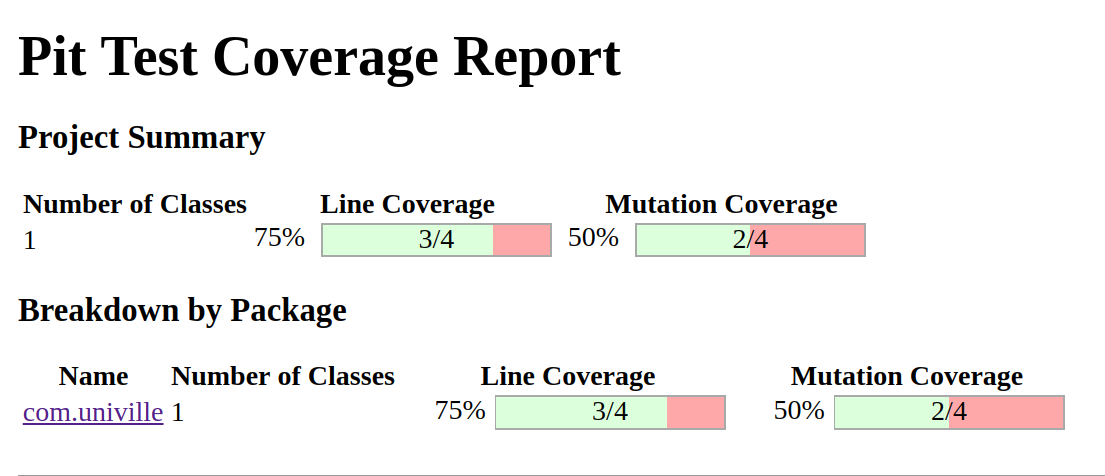 Pit Test Coverage Report
Project Summary
Number of Classes Line Coverage Mutation Coverage
1 75% 3/4 50% 2/4
Breakdown by Package
Name Number of Classes Line Coverage Mutation Coverage
com.univille 1 75% 3/4 50% 2/4